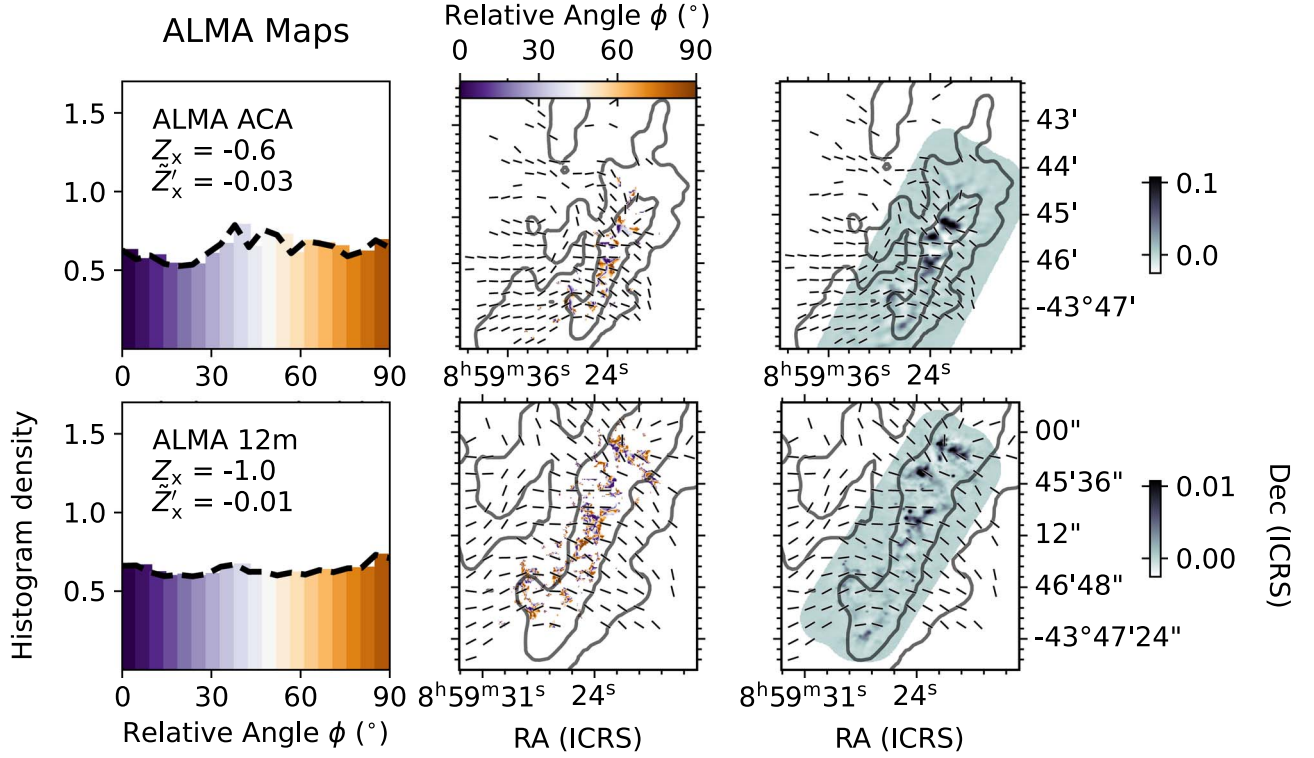 ALMA Maps
Relative Angle ϕ (°)
0 30 60 90
ALMA ACA
Zₓ = -0.6
Z̃′ₓ = -0.03
1.5
1.0
0.5
0 30 60 90
8ʰ59ᵐ36ˢ 24ˢ
8ʰ59ᵐ36ˢ 24ˢ
43'
44'
45'
46'
-43°47'
0.1
0.0
ALMA 12m
Zₓ = -1.0
Z̃′ₓ = -0.01
1.5
1.0
0.5
Histogram density
0 30 60 90
Relative Angle ϕ (°)
8ʰ59ᵐ31ˢ 24ˢ
RA (ICRS)
8ʰ59ᵐ31ˢ 24ˢ
RA (ICRS)
00"
45'36"
12"
46'48"
-43°47'24"
0.01
0.00
Dec (ICRS)